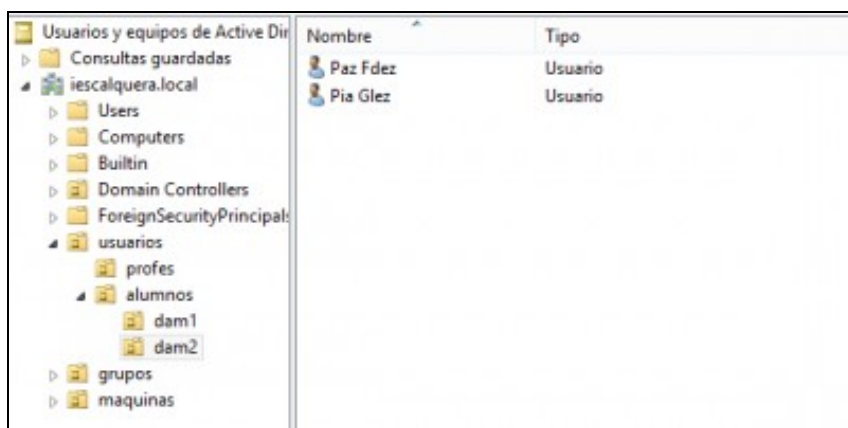 Usuarios y equipos de Active Dir
Consultas guardadas
iescalquera.local
Users
Computers
Builtin
Domain Controllers
ForeignSecurityPrincipals
usuarios
profes
alumnos
dam1
dam2
grupos
maquinas
Nombre Tipo
Paz Fdez Usuario
Pia Glez Usuario